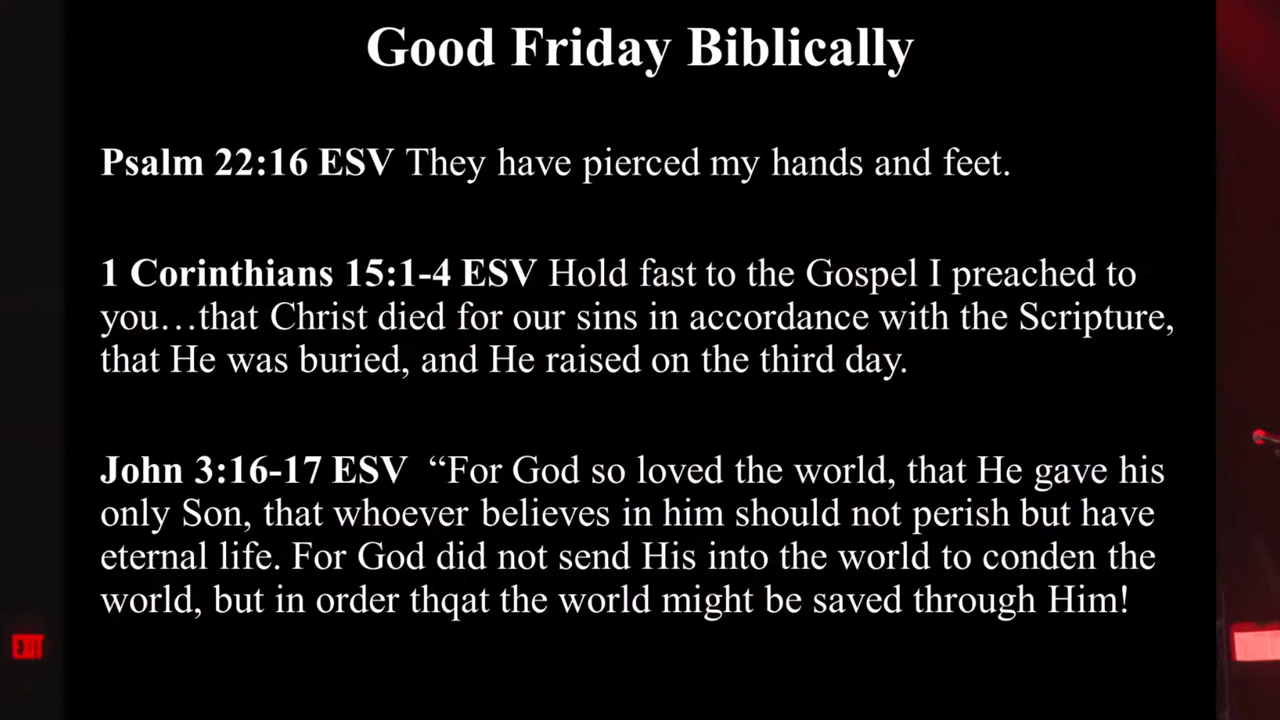 Good Friday Biblically
Psalm 22:16 ESV They have pierced my hands and feet.
1 Corinthians 15:1-4 ESV Hold fast to the Gospel I preached to
you…that Christ died for our sins in accordance with the Scripture,
that He was buried, and He raised on the third day.
John 3:16-17 ESV “For God so loved the world, that He gave his
only Son, that whoever believes in him should not perish but have
eternal life. For God did not send His into the world to conden the
world, but in order thqat the world might be saved through Him!
EXIT